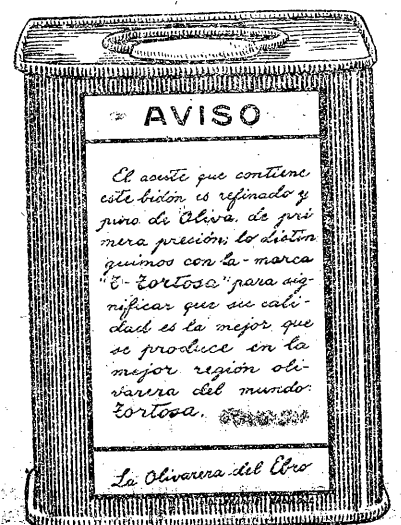 AVISO
El aseite que contiene
este bidón es refinado y
puro de Oliva, de pri
mera preción; lo distin
guimos con la marca
"T-Tortosa" para sig-
nificar que su cali-
dad es la mejor que
se produce en la
mejor región oli-
varera del mundo:
Tortosa.
La Olivarera del Ebro